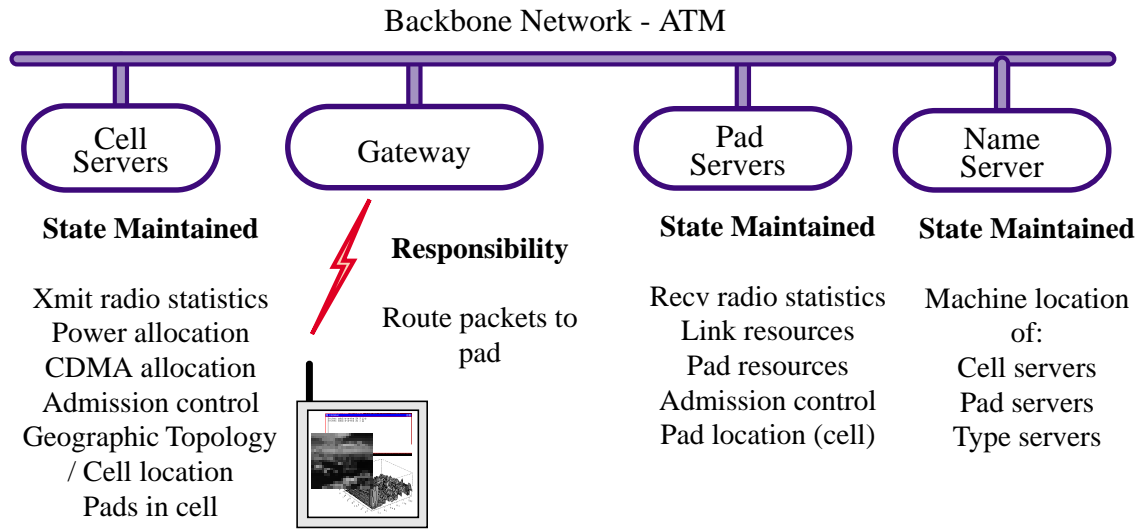 Backbone Network - ATM
Cell
Servers
Gateway
Pad
Servers
Name
Server
State Maintained
Xmit radio statistics
Power allocation
CDMA allocation
Admission control
Geographic Topology
/ Cell location
Pads in cell
Responsibility
Route packets to
pad
State Maintained
Recv radio statistics
Link resources
Pad resources
Admission control
Pad location (cell)
State Maintained
Machine location
of:
Cell servers
Pad servers
Type servers